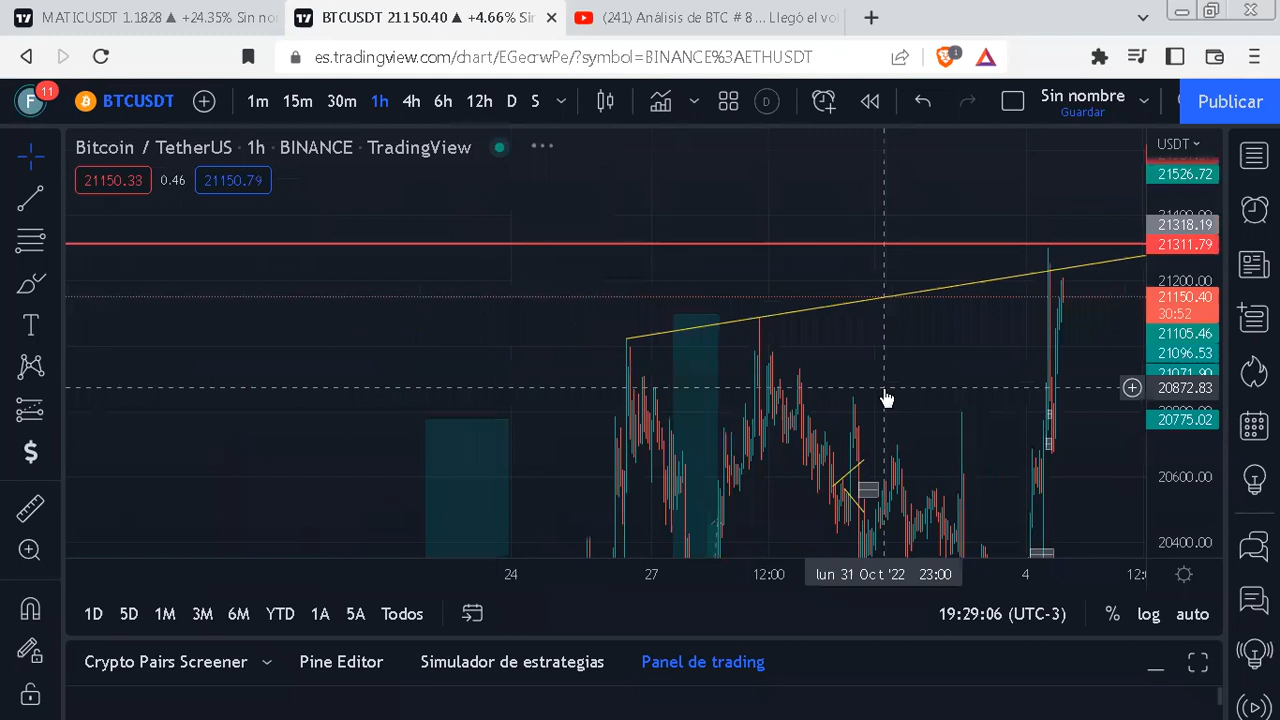 MATICUSDT 1.1828 ▲ +24.35% Sin no
BTCUSDT 21150.40 ▲ +4.66% Sin
(241) Análisis de BTC # 8 ... Llegó el vo
es.tradingview.com/chart/EGeqrwPe/?symbol=BINANCE%3AETHUSDT
1
F
11
BTCUSDT
1m 15m 30m 1h 4h 6h 12h D S
D
Sin nombre
Guardar
Publicar
Bitcoin / TetherUS · 1h · BINANCE · TradingView
21150.33 0.46 21150.79
USDT
21526.72
21318.19
21311.79
21200.00
21150.40
30:52
21105.46
21096.53
21071.90
20872.83
20775.02
20600.00
20400.00
24 27 12:00 lun 31 Oct '22 23:00 4 12:
1D 5D 1M 3M 6M YTD 1A 5A Todos
19:29:06 (UTC-3) % log auto
Crypto Pairs Screener Pine Editor Simulador de estrategias Panel de trading